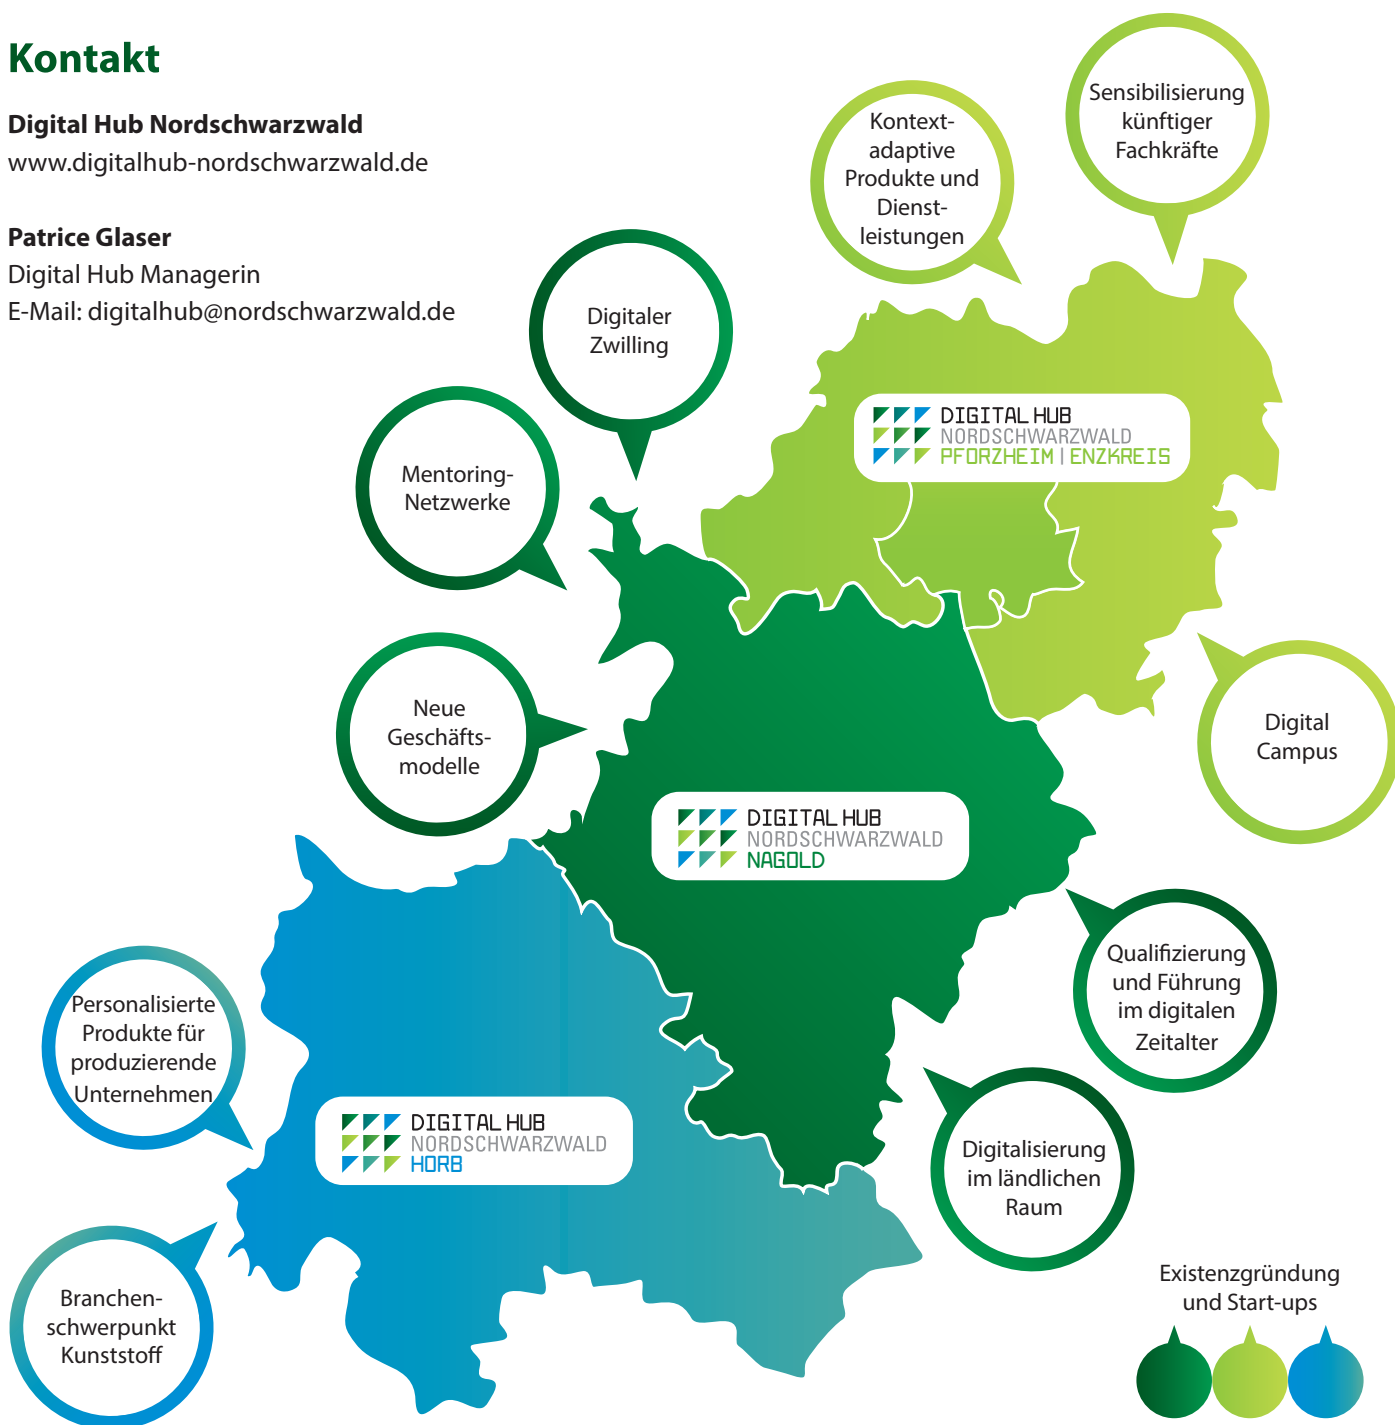 Kontakt
Digital Hub Nordschwarzwald
www.digitalhub-nordschwarzwald.de
Patrice Glaser
Digital Hub Managerin
E-Mail: digitalhub@nordschwarzwald.de
Sensibilisierung
künftiger
Fachkräfte
Kontext-
adaptive
Produkte und
Dienst-
leistungen
Digitaler
Zwilling
Mentoring-
Netzwerke
DIGITAL HUB
NORDSCHWARZWALD
PFORZHEIM | ENZKREIS
Neue
Geschäfts-
modelle
Digital
Campus
DIGITAL HUB
NORDSCHWARZWALD
NAGOLD
Qualifizierung
und Führung
im digitalen
Zeitalter
Personalisierte
Produkte für
produzierende
Unternehmen
DIGITAL HUB
NORDSCHWARZWALD
HORB
Digitalisierung
im ländlichen
Raum
Branchen-
schwerpunkt
Kunststoff
Existenzgründung
und Start-ups